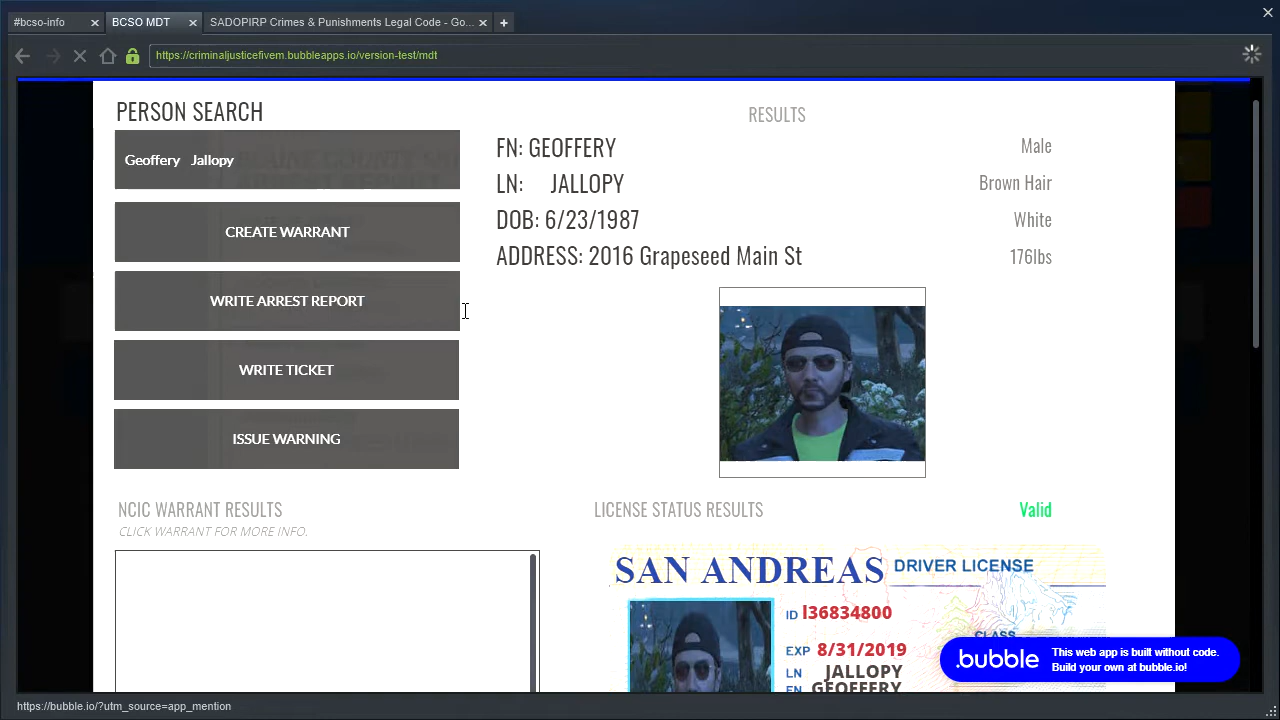 #bcso-info
BCSO MDT
SADOPIRP Crimes & Punishments Legal Code - Go...
https://criminaljusticefivem.bubbleapps.io/version-test/mdt
PERSON SEARCH
RESULTS
Geoffery Jallopy
FN: GEOFFERY
Male
LN: JALLOPY
Brown Hair
CREATE WARRANT
DOB: 6/23/1987
White
ADDRESS: 2016 Grapeseed Main St
176lbs
WRITE ARREST REPORT
WRITE TICKET
ISSUE WARNING
NCIC WARRANT RESULTS
CLICK WARRANT FOR MORE INFO.
LICENSE STATUS RESULTS
Valid
SAN ANDREAS DRIVER LICENSE
ID I36834800
CLASS
EXP 8/31/2019
LN JALLOPY
FN GEOFFERY
.bubble
This web app is built without code.
Build your own at bubble.io!
https://bubble.io/?utm_source=app_mention